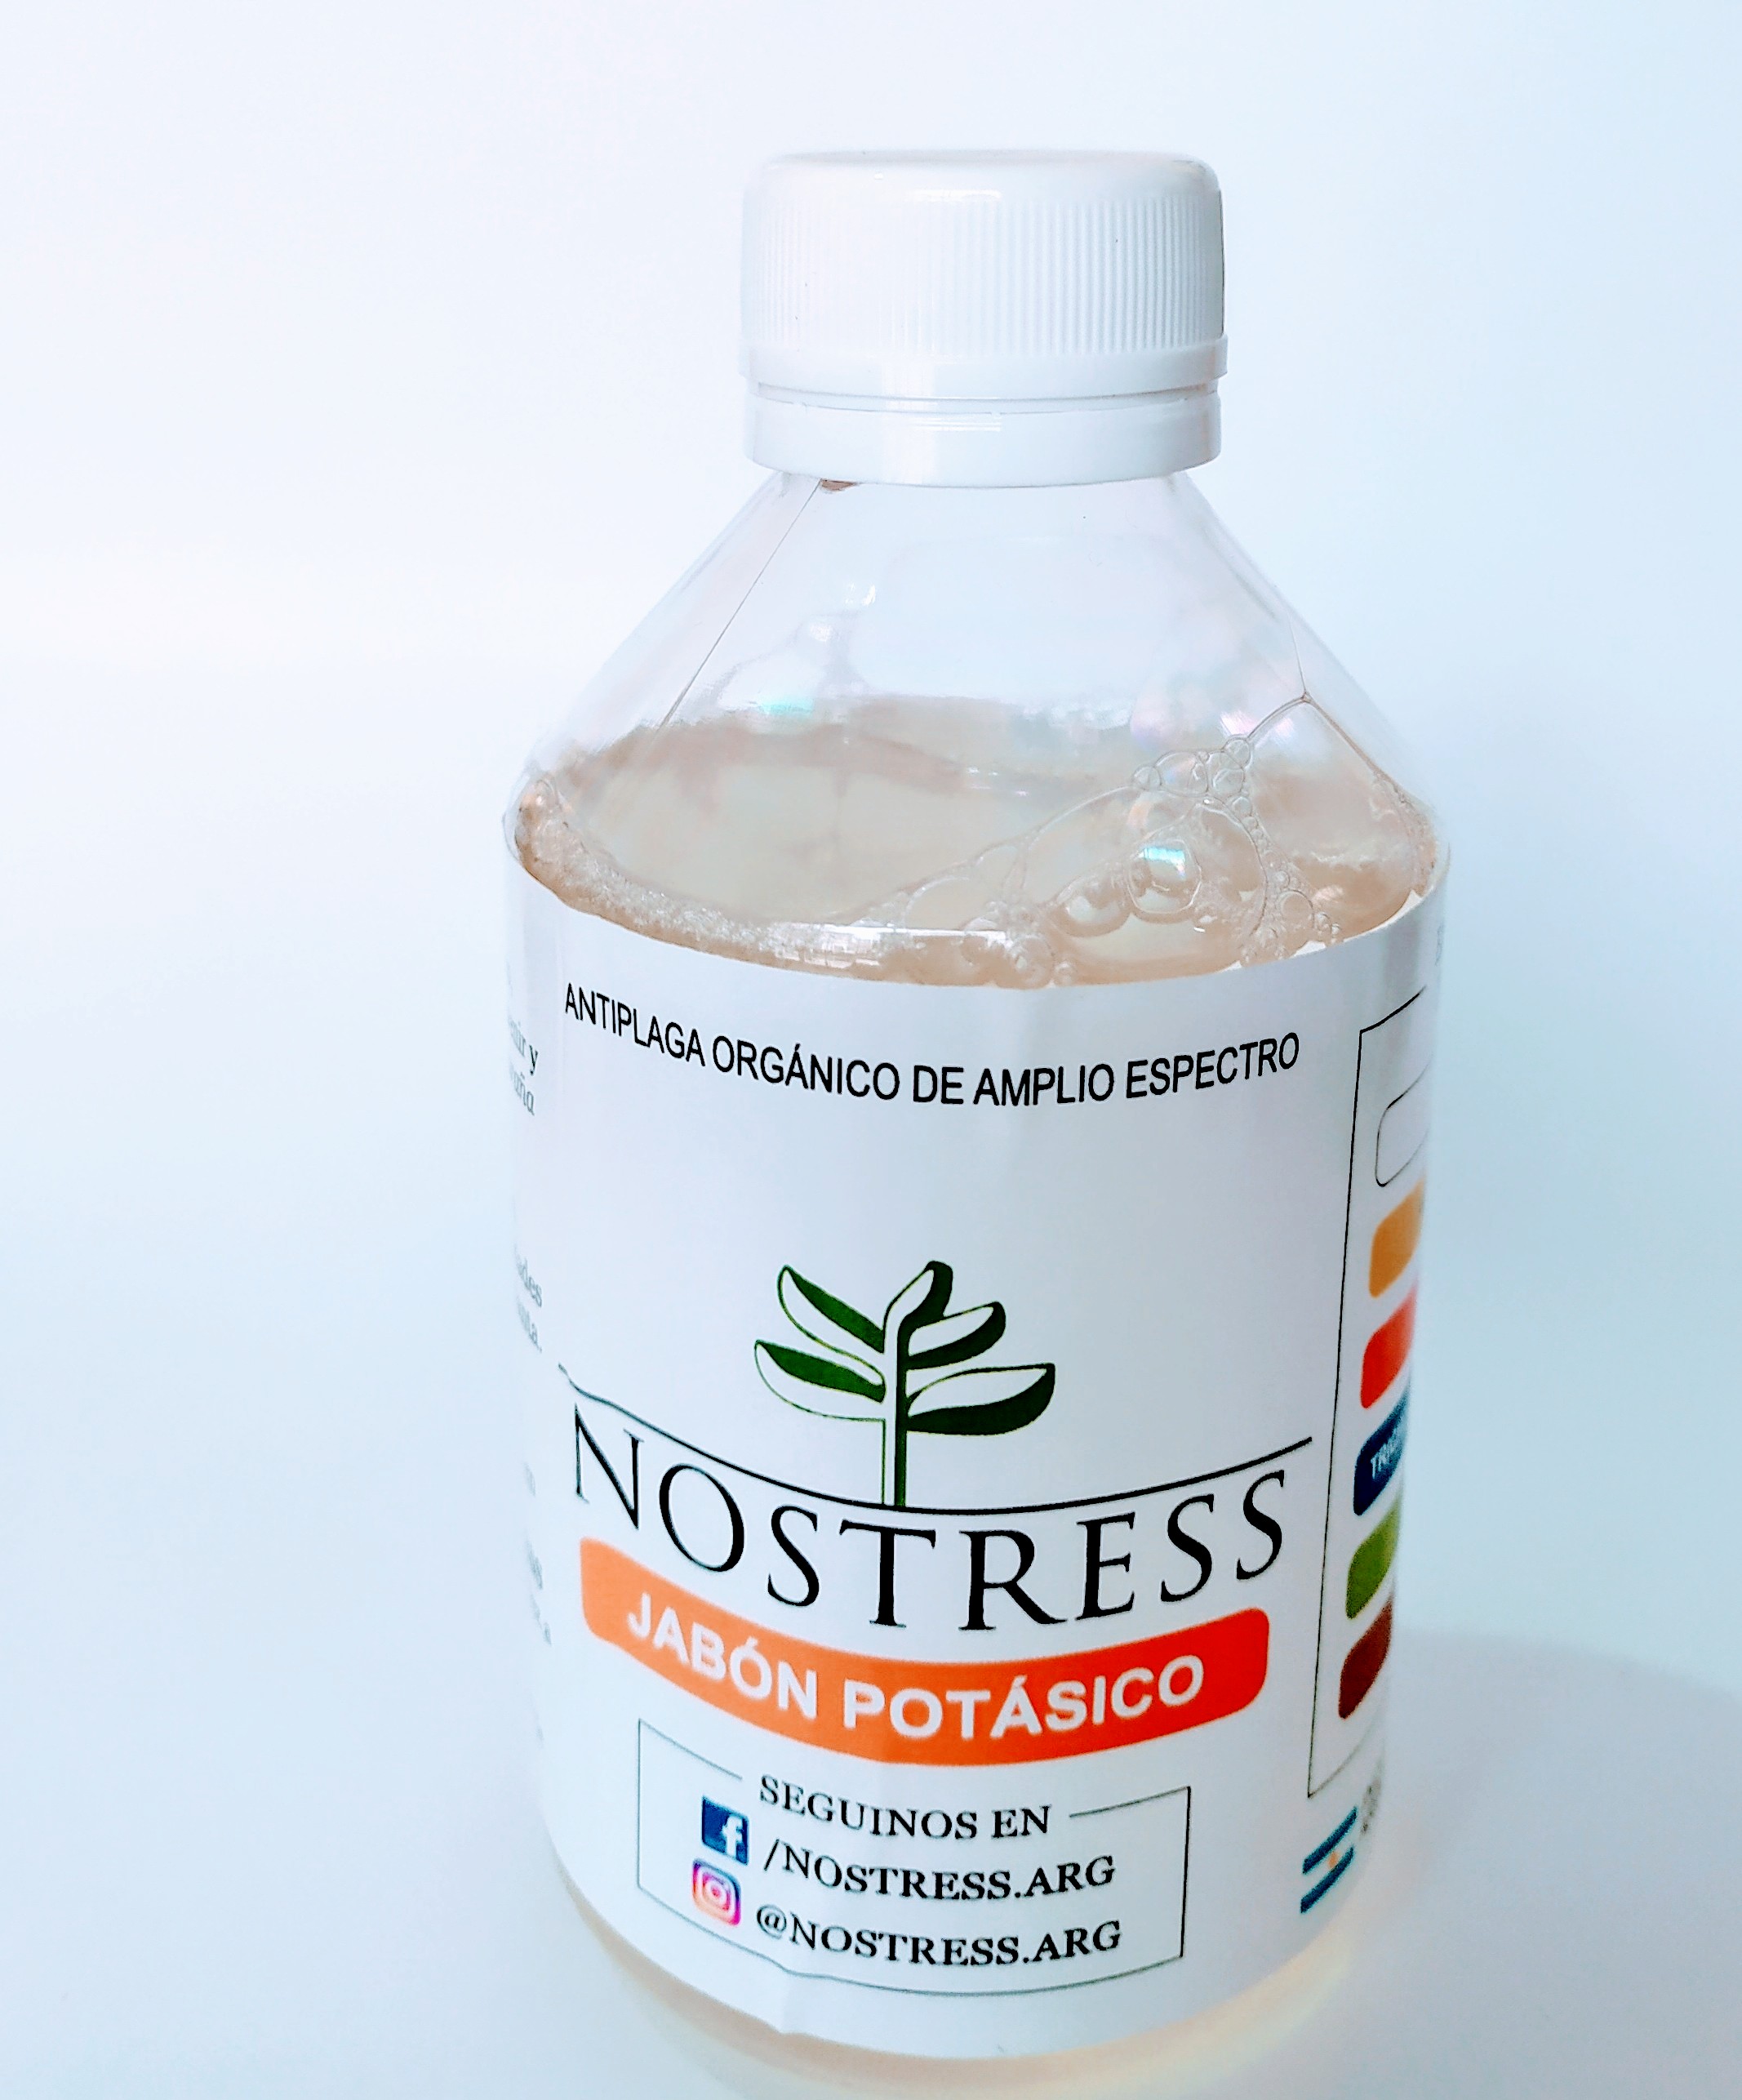 ANTIPLAGA ORGÁNICO DE AMPLIO ESPECTRO
NOSTRESS
JABÓN POTÁSICO
SEGUINOS EN
/NOSTRESS.ARG
@NOSTRESS.ARG
y